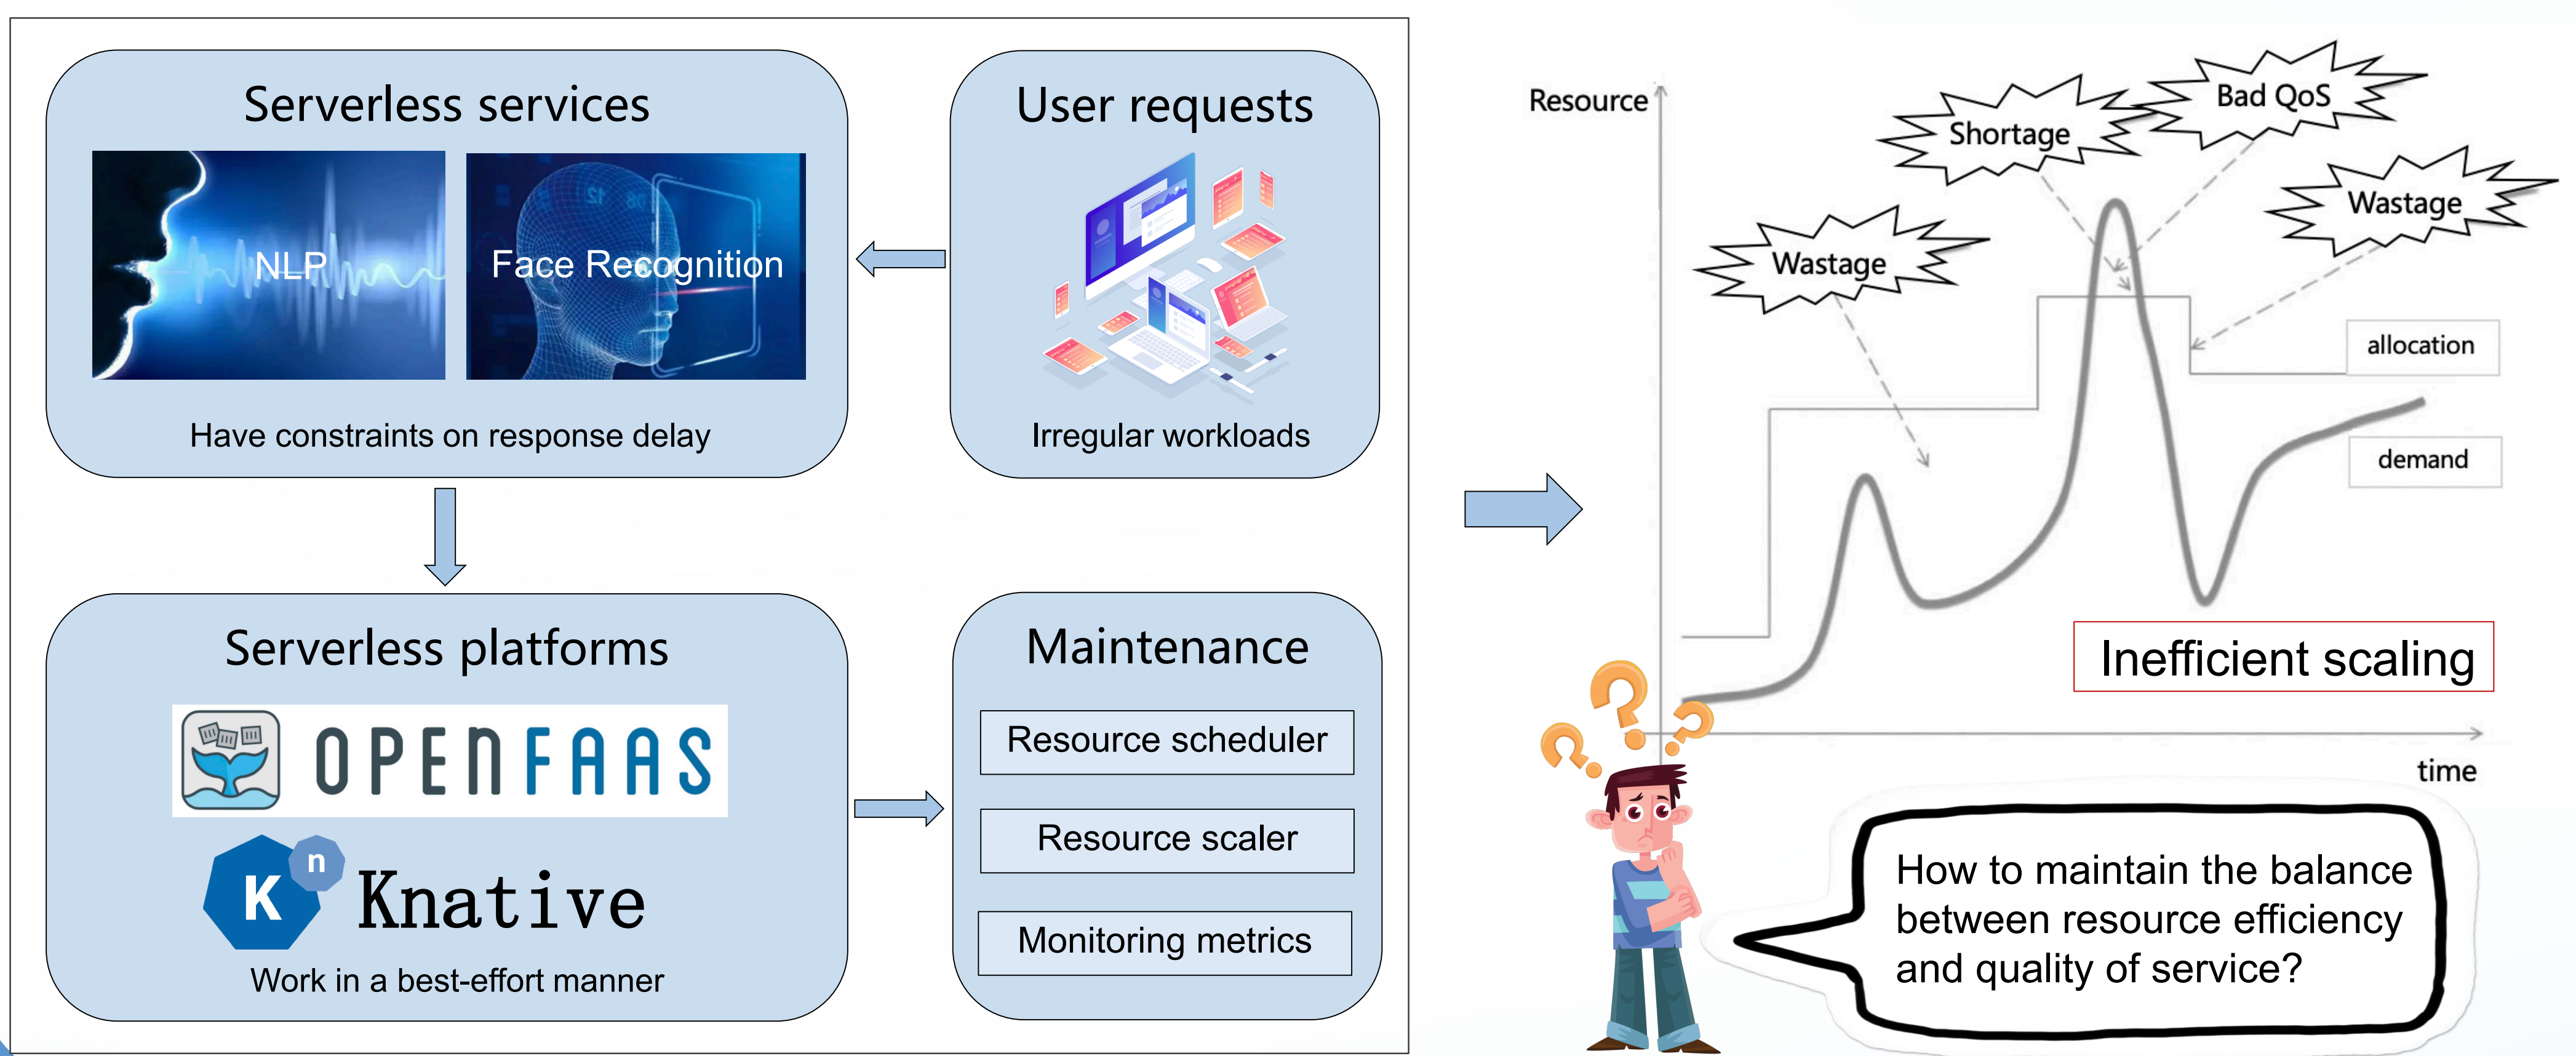 Serverless services
NLP
Face Recognition
Have constraints on response delay
User requests
Irregular workloads
Serverless platforms
OPENFAAS
K
n
Knative
Work in a best-effort manner
Maintenance
Resource scheduler
Resource scaler
Monitoring metrics
Resource
Wastage
Shortage
Bad QoS
Wastage
allocation
demand
Inefficient scaling
time
How to maintain the balance
between resource efficiency
and quality of service?